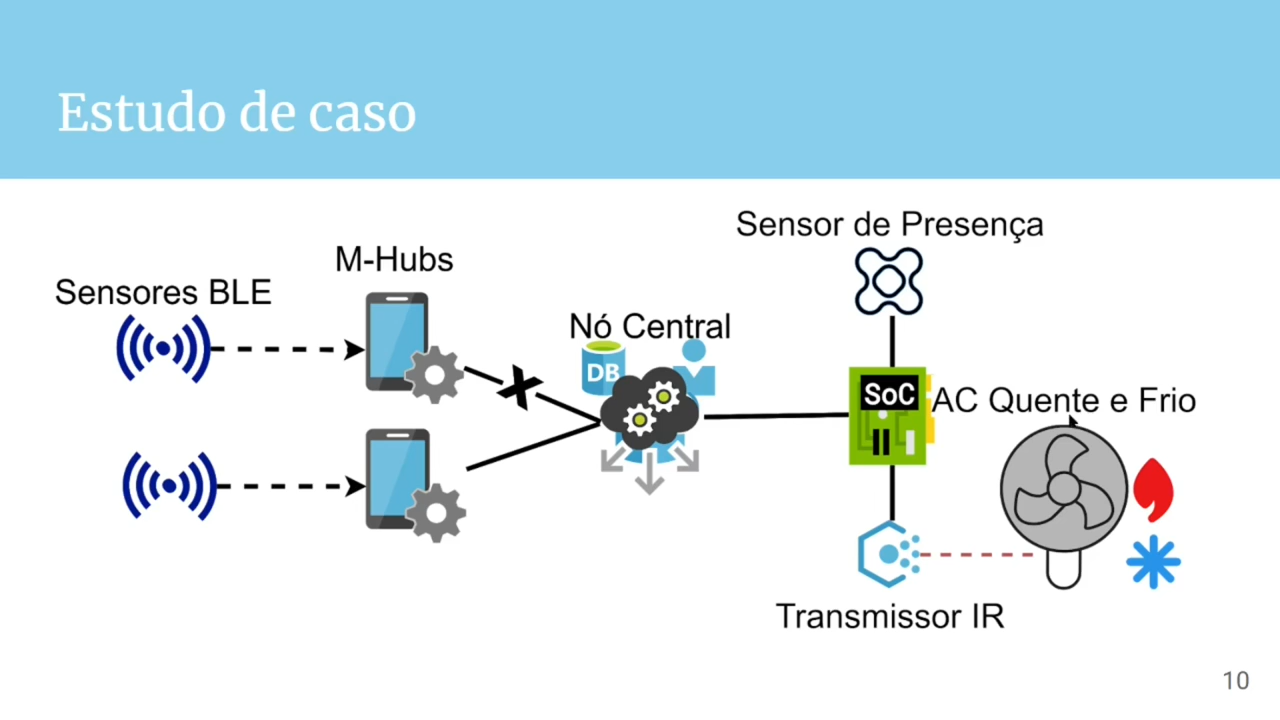 Estudo de caso
Sensor de Presença
M-Hubs
Sensores BLE
Nó Central
DB
SoC
AC Quente e Frio
Transmissor IR
10